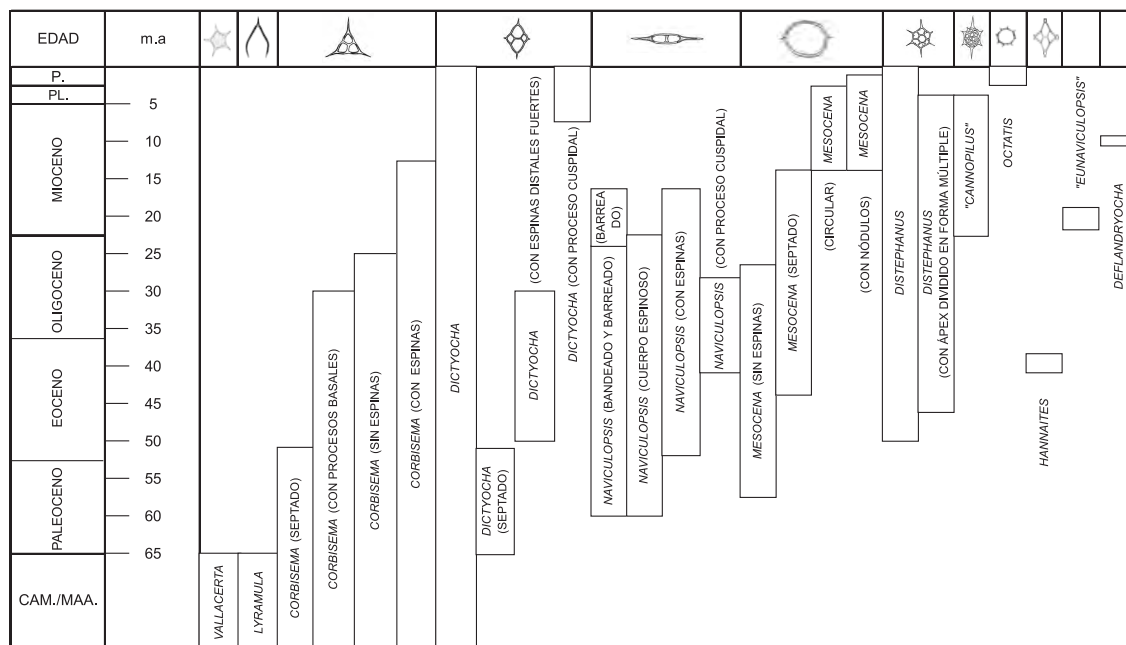 EDAD
m.a
P.
PL.
MIOCENO
OLIGOCENO
EOCENO
PALEOCENO
CAM./MAA.
5
10
15
20
25
30
35
40
45
50
55
60
65
VALLACERTA
LYRAMULA
CORBISEMA (SEPTADO)
CORBISEMA (CON PROCESOS BASALES)
CORBISEMA (SIN ESPINAS)
CORBISEMA (CON ESPINAS)
DICTYOCHA
DICTYOCHA
(SEPTADO)
DICTYOCHA
(CON ESPINAS DISTALES FUERTES)
DICTYOCHA (CON PROCESO CUSPIDAL)
(BARREA
DO)
NAVICULOPSIS (BANDEADO Y BARREADO)
NAVICULOPSIS (CUERPO ESPINOSO)
NAVICULOPSIS (CON ESPINAS)
NAVICULOPSIS
(CON PROCESO CUSPIDAL)
MESOCENA (SIN ESPINAS)
MESOCENA (SEPTADO)
MESOCENA
(CIRCULAR)
MESOCENA
(CON NÓDULOS)
DISTEPHANUS
DISTEPHANUS
(CON ÁPEX DIVIDIDO EN FORMA MÚLTIPLE)
"CANNOPILUS"
OCTATIS
HANNAITES
"EUNAVICULOPSIS"
DEFLANDRYOCHA